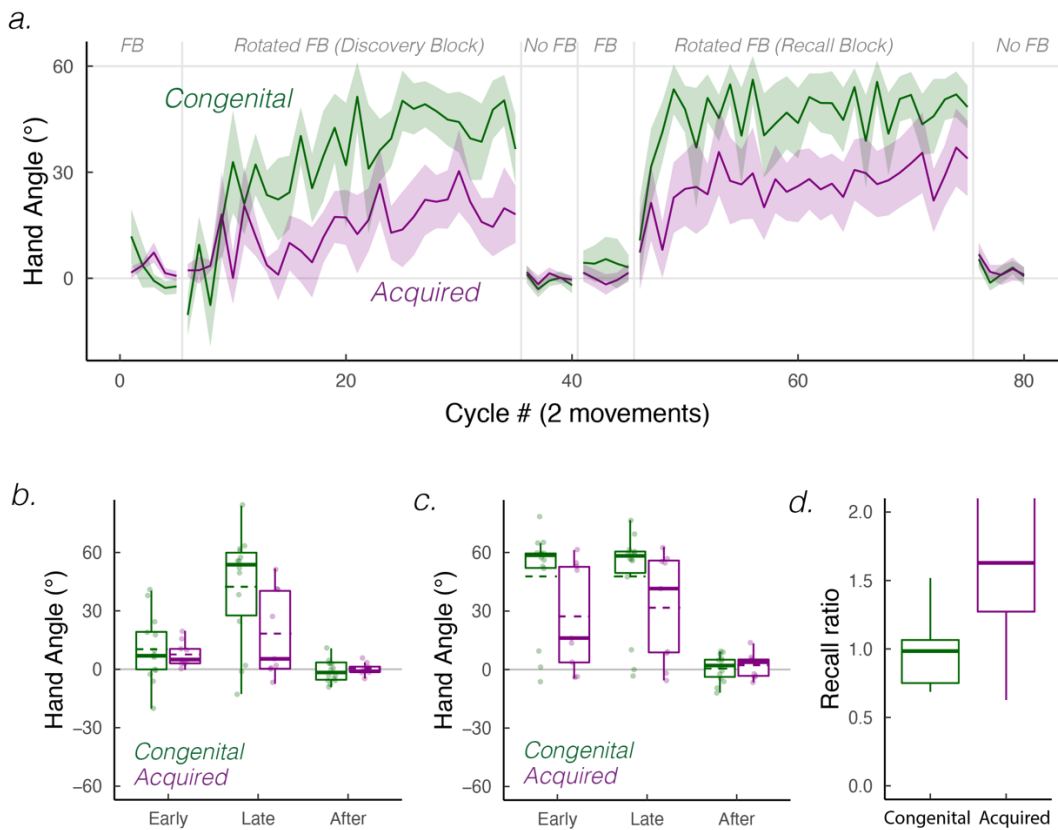 a.
FB Rotated FB (Discovery Block) No FB FB Rotated FB (Recall Block) No FB
60
30
0
Hand Angle (°)
Congenital
Acquired
0 20 40 60 80
Cycle # (2 movements)
b.
60
30
0
−30
−60
Hand Angle (°)
Congenital
Acquired
Early Late After
c.
60
30
0
−30
−60
Hand Angle (°)
Congenital
Acquired
Early Late After
d.
2.0
1.5
1.0
0.5
0.0
Recall ratio
Congenital Acquired